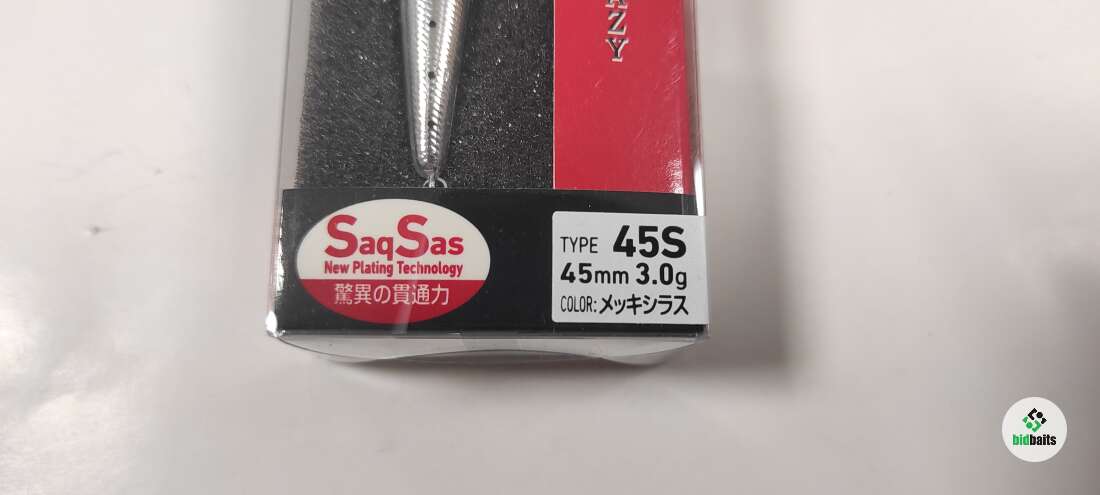 SaqSas
New Plating Technology
驚異の貫通力
TYPE 45S
45mm 3.0g
COLOR: メッキシラス
bidbaits